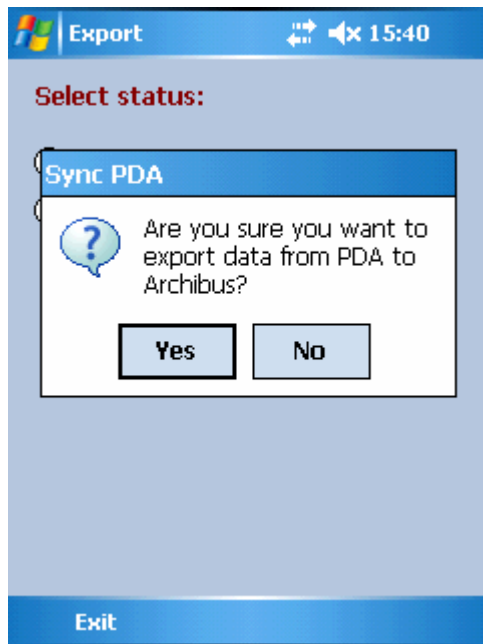 Export 15:40
Select status:
Sync PDA
Are you sure you want to
export data from PDA to
Archibus?
Yes No
Exit